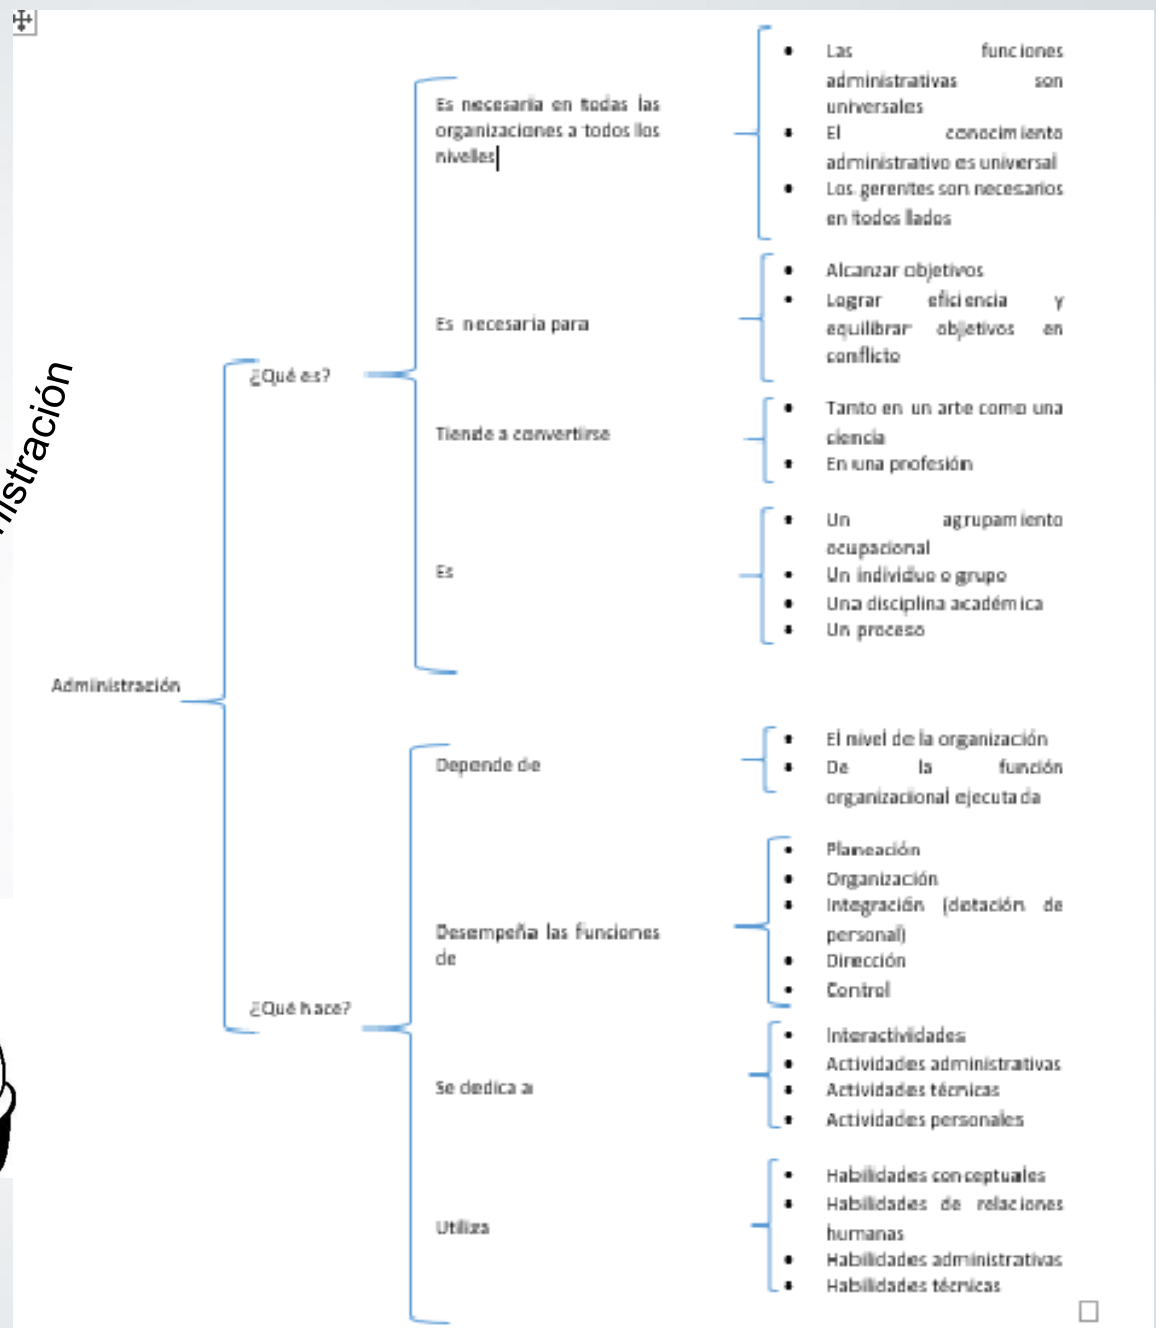 Administración
¿Qué es?
Es necesaria en todas las
organizaciones a todos los
niveles
Las funciones
administrativas son
universales
El conocimiento
administrativo es universal
Los gerentes son necesarios
en todos lados
Es necesaria para
Alcanzar objetivos
Lograr eficiencia y
equilibrar objetivos en
conflicto
Tiende a convertirse
Tanto en un arte como una
ciencia
En una profesión
Es
Un agrupamiento
ocupacional
Un individuo o grupo
Una disciplina académica
Un proceso
¿Qué hace?
Depende de
El nivel de la organización
De la función
organizacional ejecutada
Desempeña las funciones
de
Planeación
Organización
Integración (dotación de
personal)
Dirección
Control
Se dedica a
Interactividades
Actividades administrativas
Actividades técnicas
Actividades personales
Utiliza
Habilidades conceptuales
Habilidades de relaciones
humanas
Habilidades administrativas
Habilidades técnicas